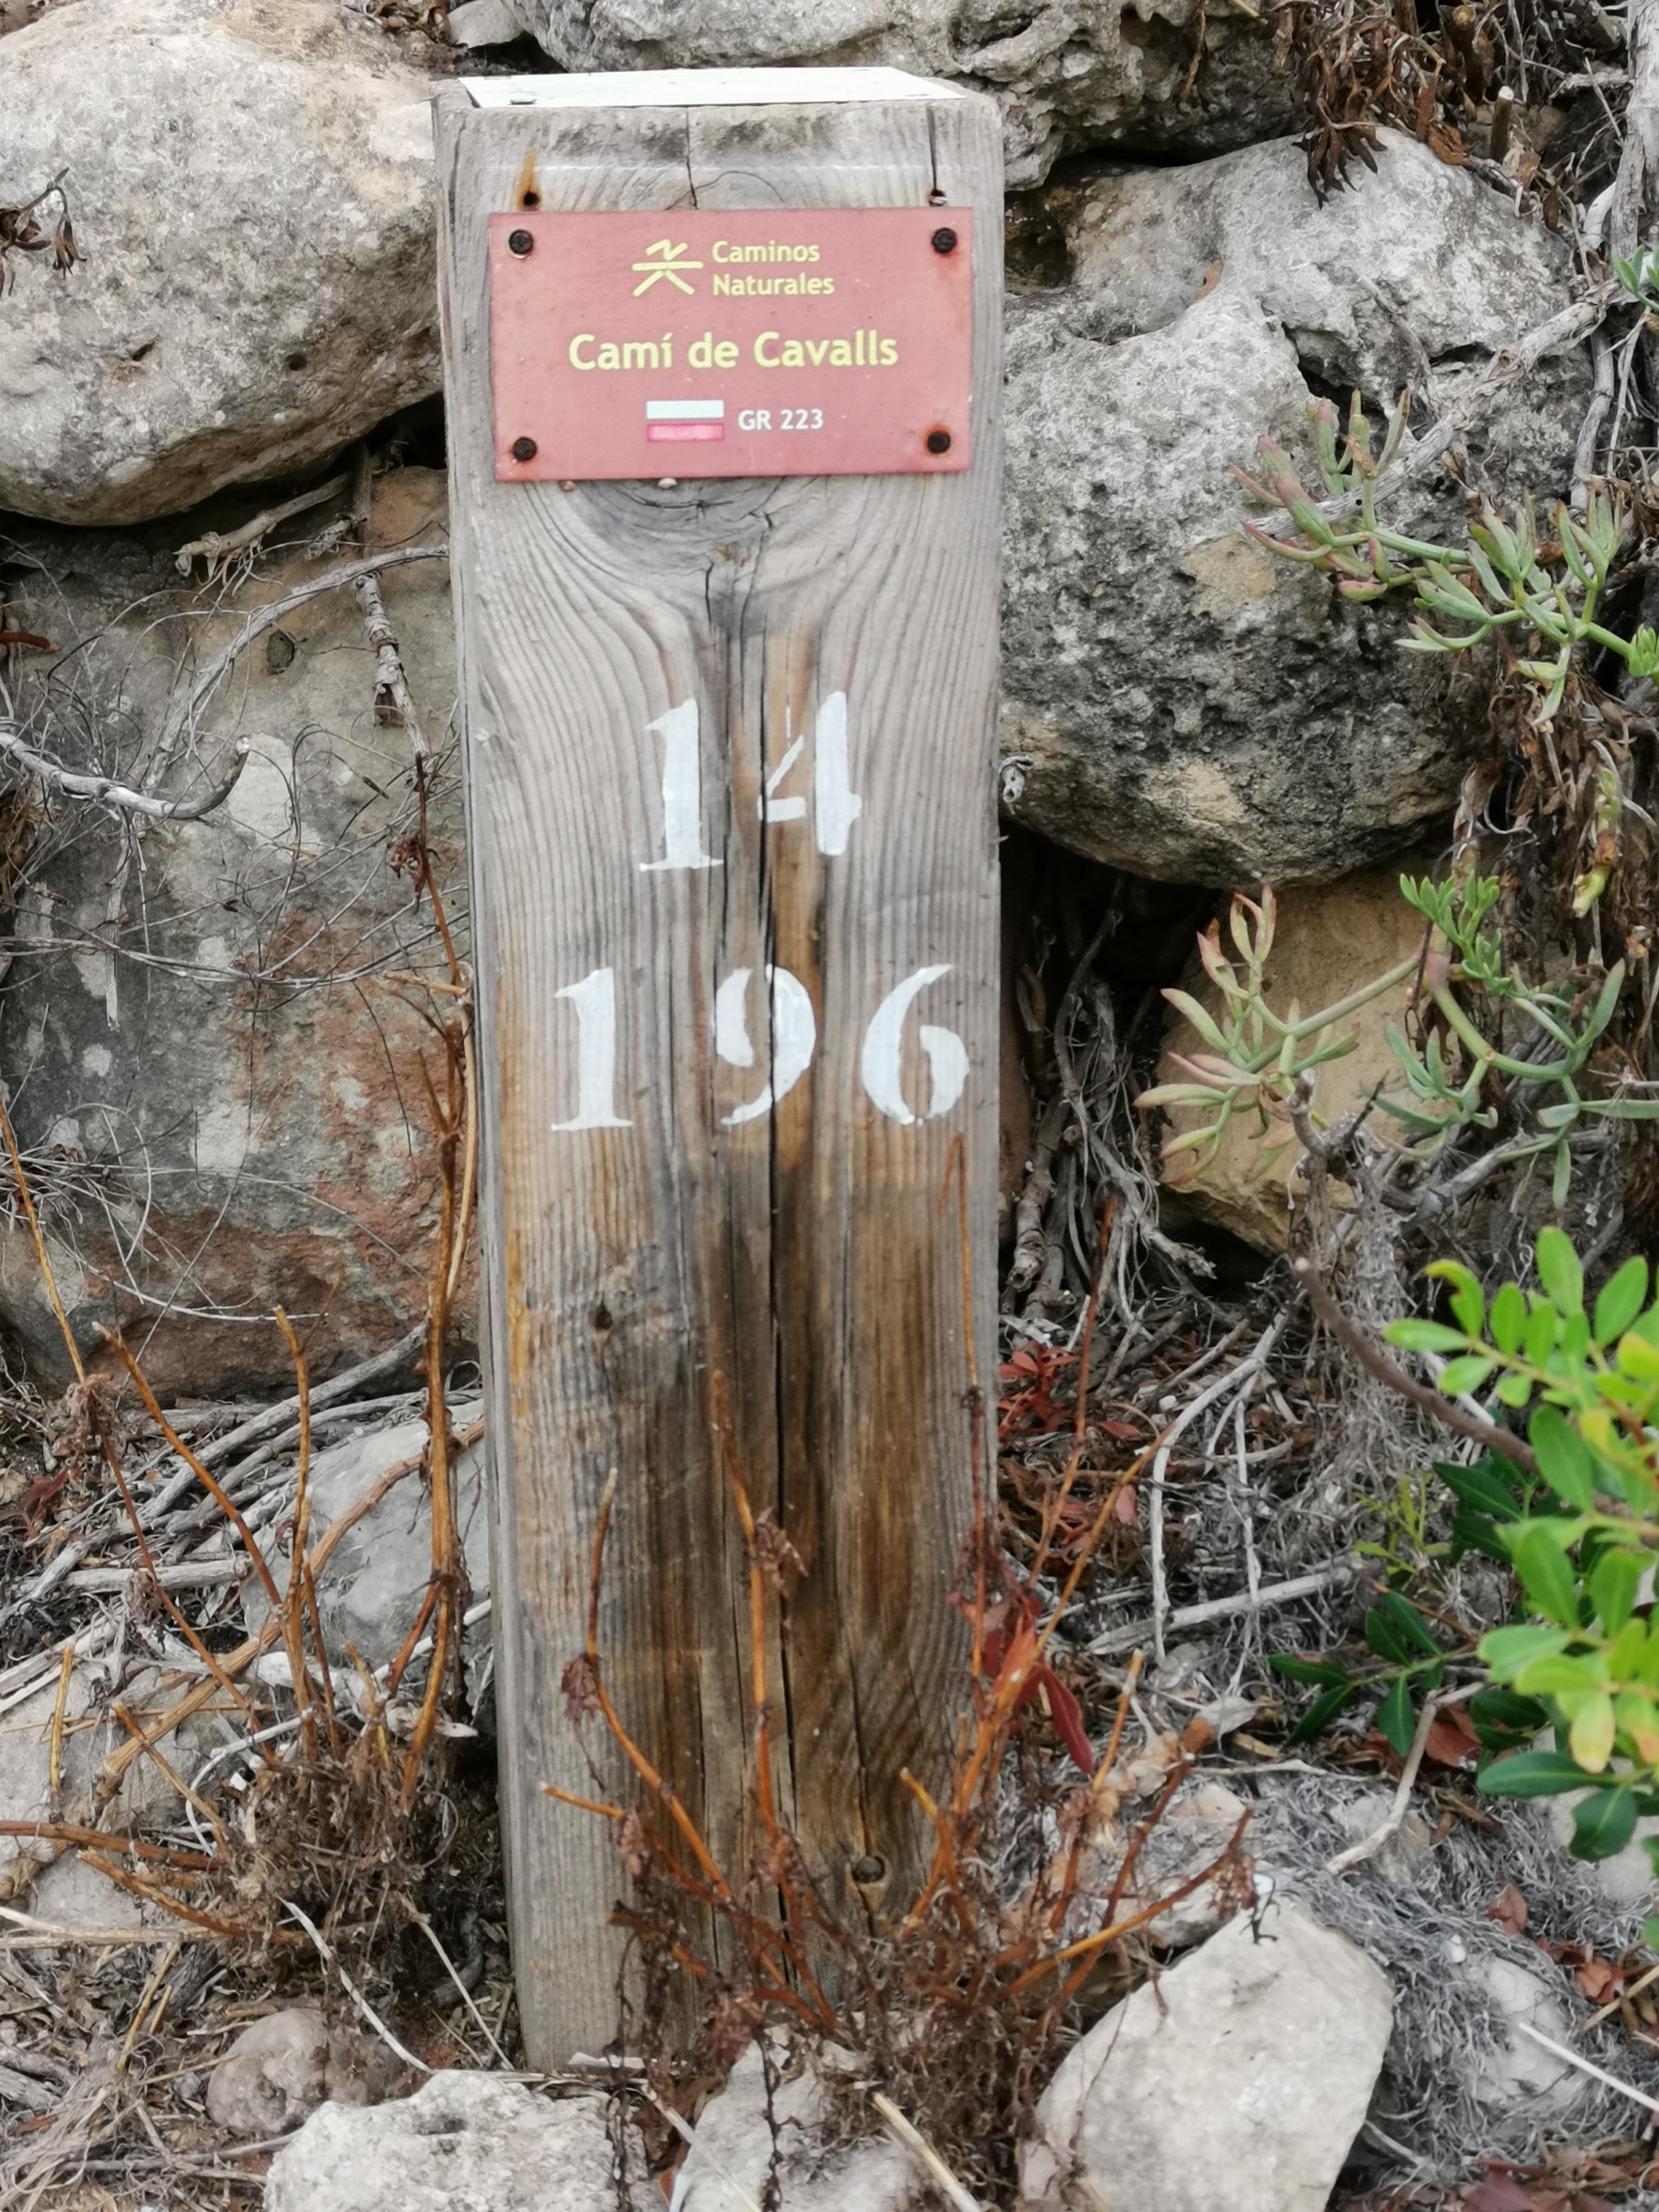 Caminos
Naturales
Camí de Cavalls
GR 223
14
196